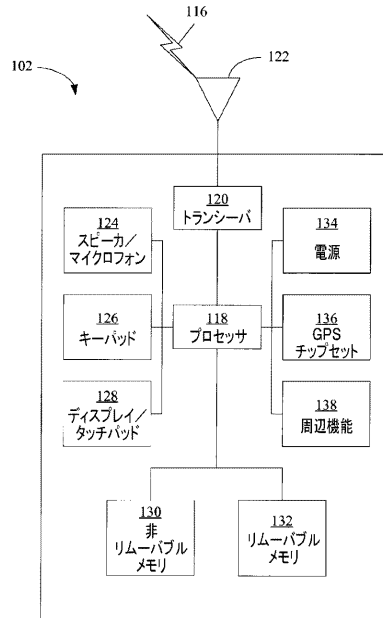 116
122
102
120
トランシーバ
124
スピーカ／
マイクロフォン
134
電源
126
キーパッド
118
プロセッサ
136
GPS
チップセット
128
ディスプレイ／
タッチパッド
138
周辺機能
130
非
リムーバブル
メモリ
132
リムーバブル
メモリ